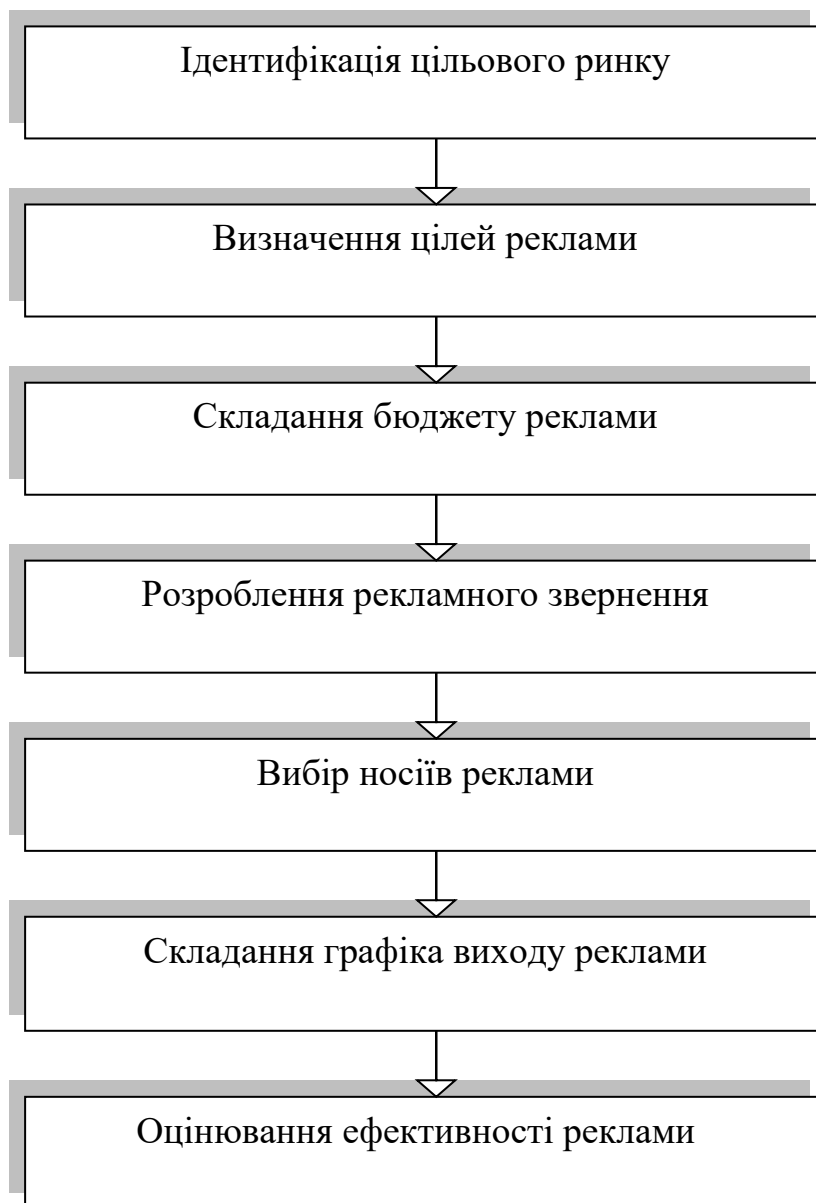 Ідентифікація цільового ринку
Визначення цілей реклами
Складання бюджету реклами
Розроблення рекламного звернення
Вибір носіїв реклами
Складання графіка виходу реклами
Оцінювання ефективності реклами